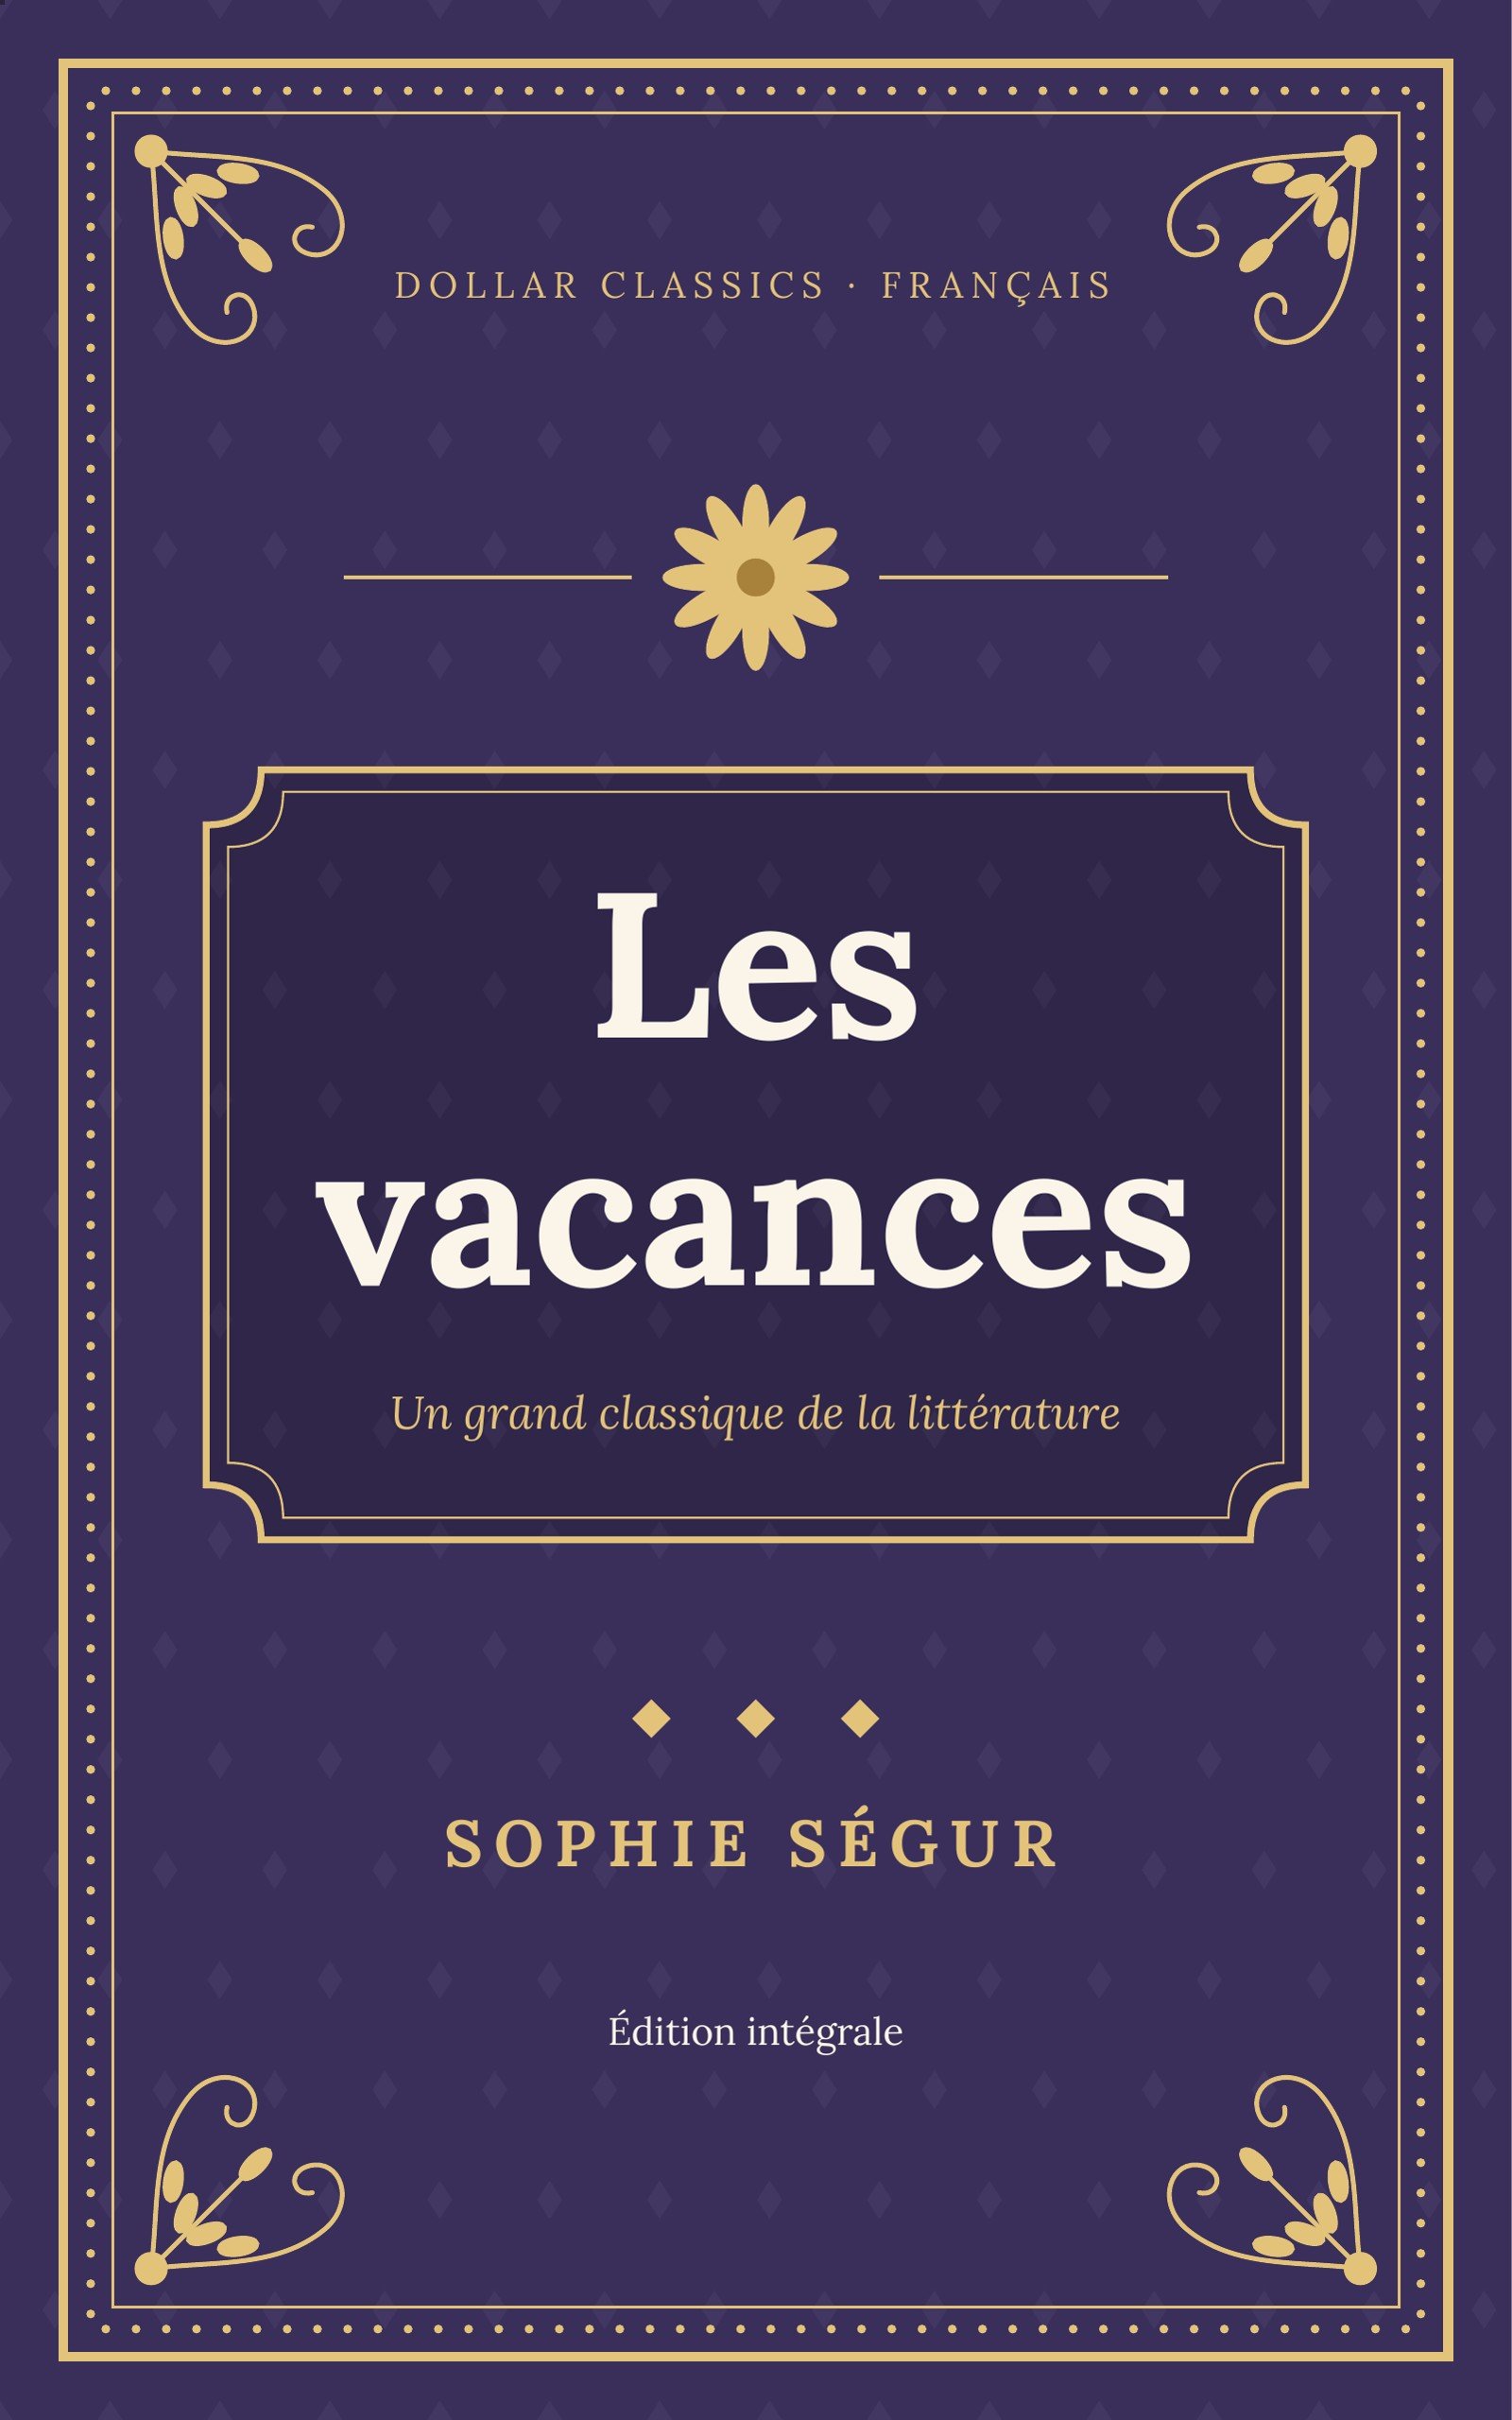 DOLLAR CLASSICS · FRANÇAIS
Les
vacances
Un grand classique de la littérature
SOPHIE SÉGUR
Édition intégrale